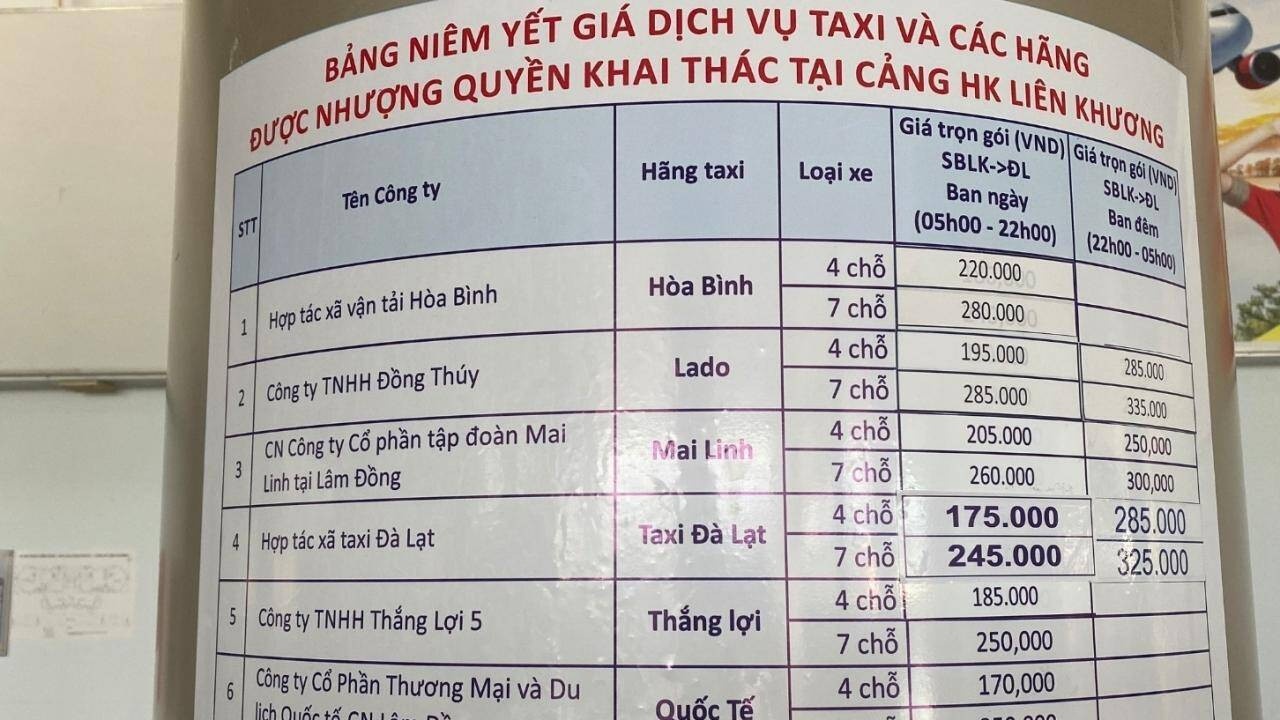 BẢNG NIÊM YẾT GIÁ DỊCH VỤ TAXI VÀ CÁC HÃNG
ĐƯỢC NHƯỢNG QUYỀN KHAI THÁC TẠI CẢNG HK LIÊN KHƯƠNG
STT
Tên Công ty
Hãng taxi
Loại xe
Giá trọn gói (VND)
SBLK->ĐL
Ban ngày
(05h00 - 22h00)
Giá trọn gói (VND)
SBLK->ĐL
Ban đêm
(22h00 - 05h00)
1 Hợp tác xã vận tải Hòa Bình Hòa Bình 4 chỗ 220.000
7 chỗ 280.000
2 Công ty TNHH Đồng Thúy Lado 4 chỗ 195.000 285.000
7 chỗ 285.000 335.000
3 CN Công ty Cổ phần tập đoàn Mai
Linh tại Lâm Đồng Mai Linh 4 chỗ 205.000 250,000
7 chỗ 260.000 300,000
4 Hợp tác xã taxi Đà Lạt Taxi Đà Lạt 4 chỗ 175.000 285.000
7 chỗ 245.000 325.000
5 Công ty TNHH Thắng Lợi 5 Thắng lợi 4 chỗ 185.000
7 chỗ 250,000
6 Công ty Cổ Phần Thương Mại và Du
lịch Quốc tế Quốc Tế 4 chỗ 170,000